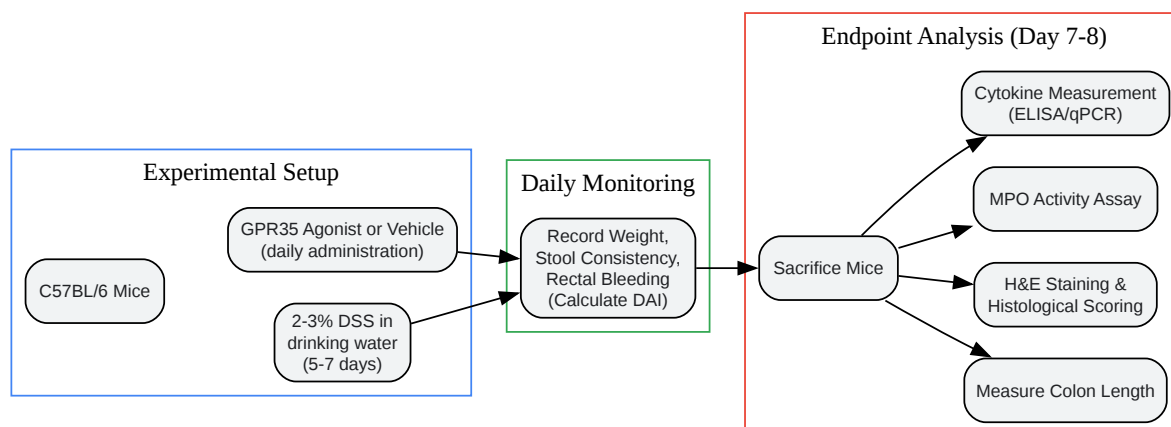 Experimental Setup
C57BL/6 Mice
GPR35 Agonist or Vehicle
(daily administration)
2-3% DSS in
drinking water
(5-7 days)
Daily Monitoring
Record Weight,
Stool Consistency,
Rectal Bleeding
(Calculate DAI)
Endpoint Analysis (Day 7-8)
Sacrifice Mice
Cytokine Measurement
(ELISA/qPCR)
MPO Activity Assay
H&E Staining &
Histological Scoring
Measure Colon Length